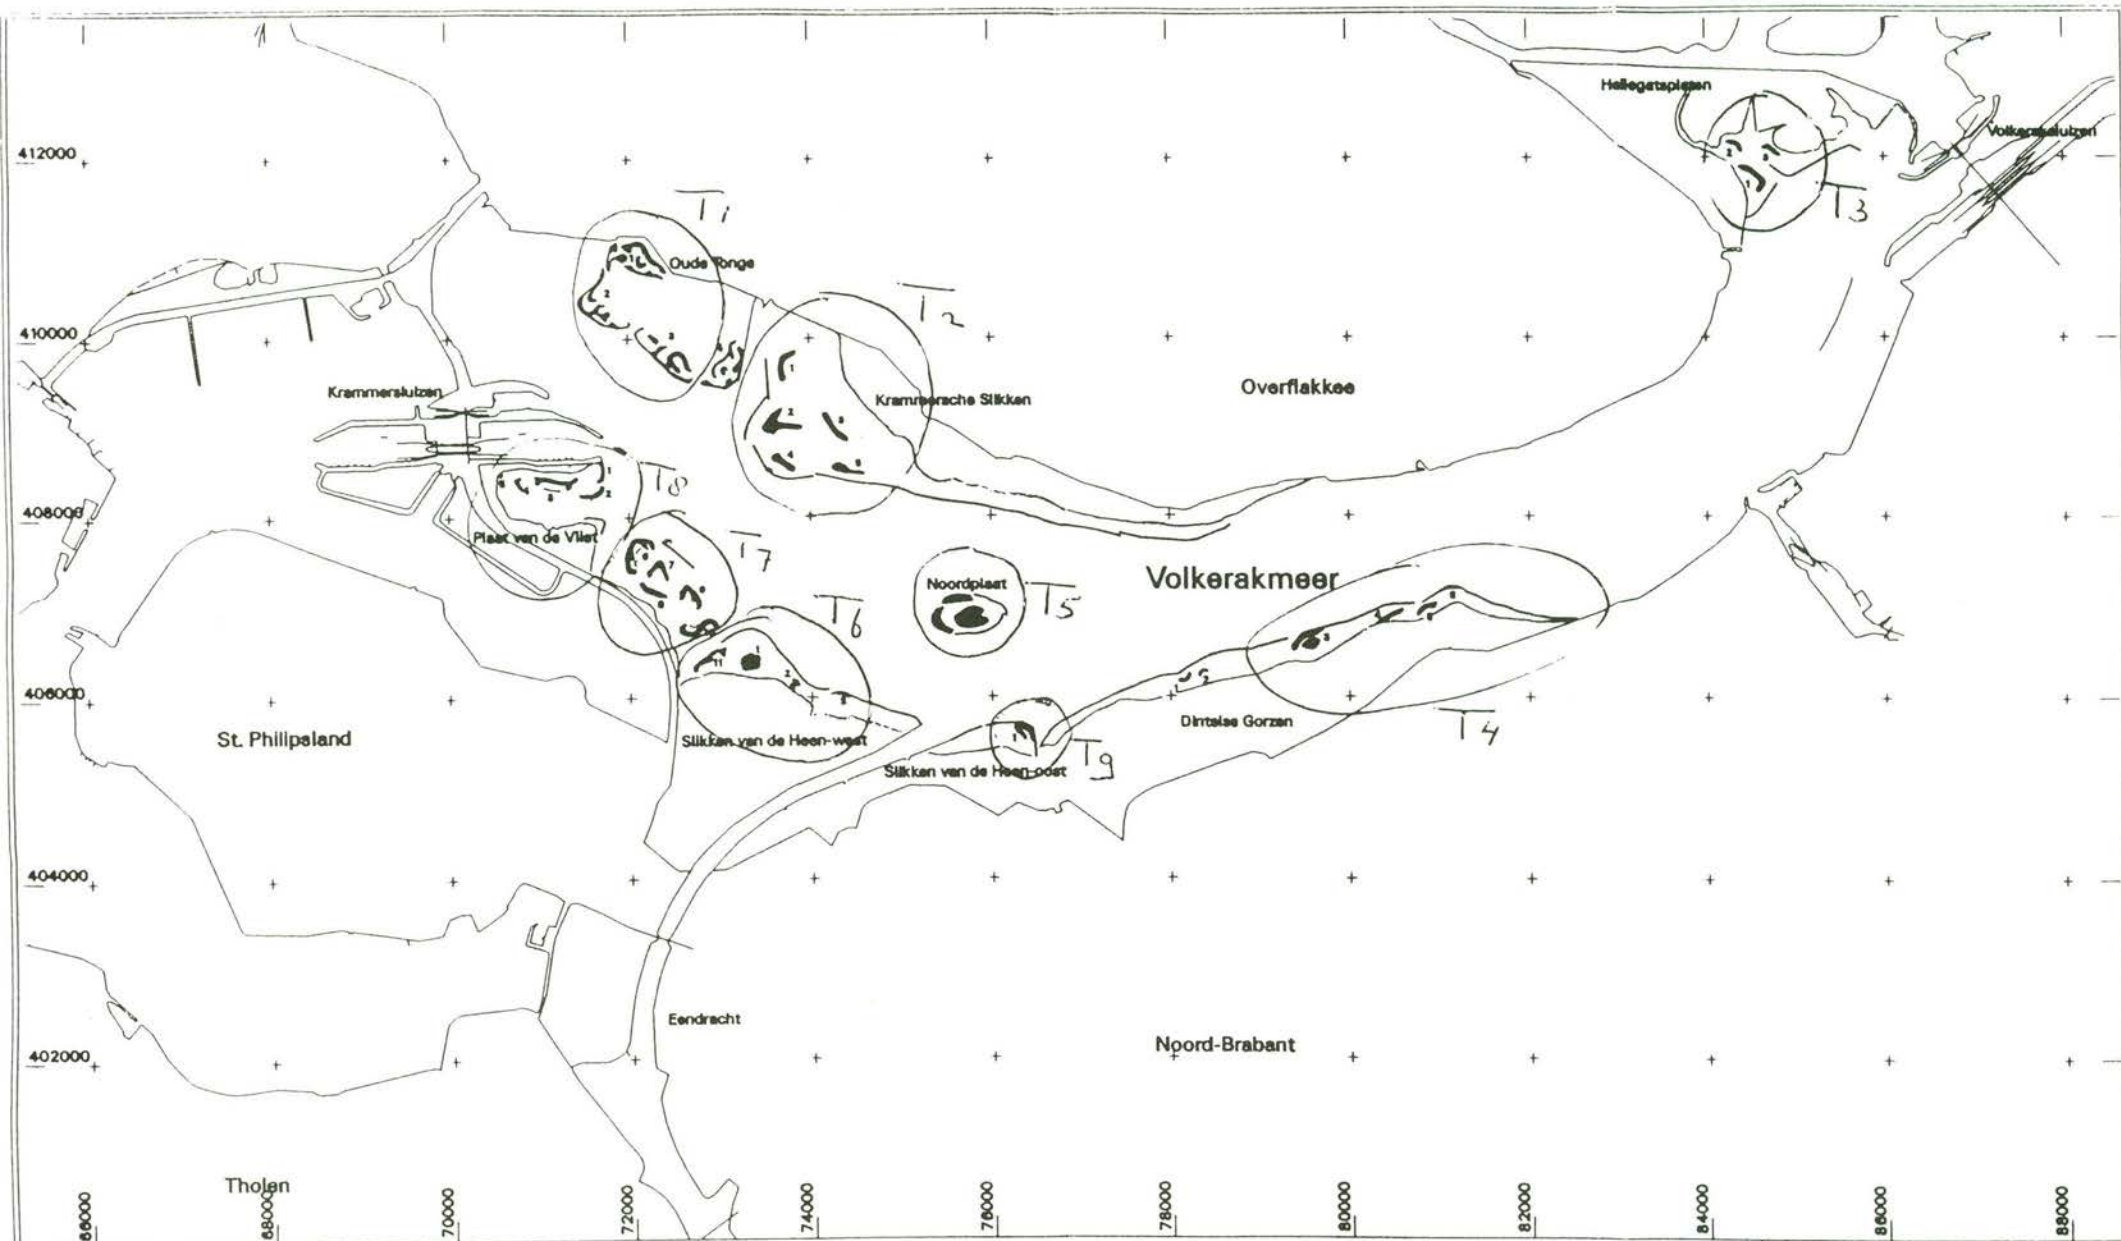 Hellegatsplaten
Volkeraksluizen
412000
T3
T1
Oude Tonge
T2
410000
Krammersluizen
Krammersche Slikken
Overflakkee
T8
408000
Plaat van de Vliet
T7
Noordplaat
Volkerakmeer
T5
T6
406000
St. Philipsland
Slikken van de Heen-west
Dintelse Gorzen
T4
T9
Slikken van de Heen-oost
404000
Eendracht
402000
Noord-Brabant
Tholen
66000
68000
70000
72000
74000
76000
78000
80000
82000
84000
86000
88000